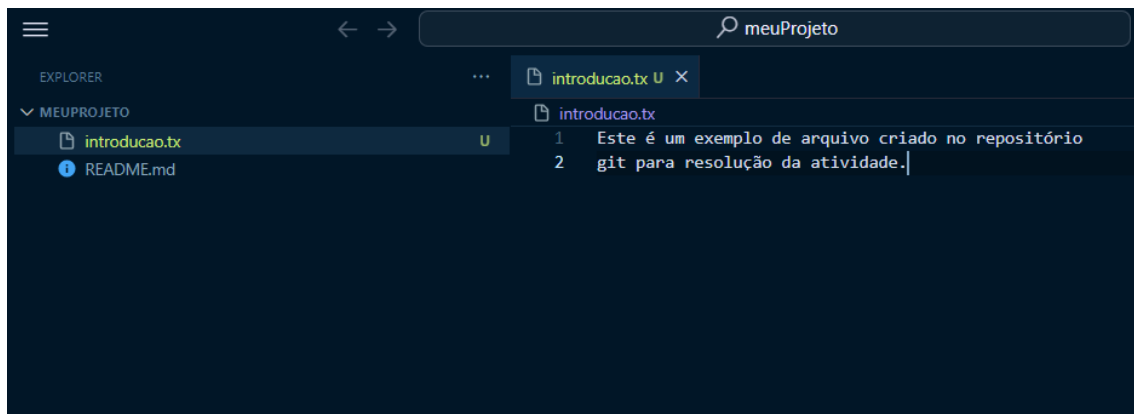 meuProjeto
EXPLORER
...
introducao.tx U
MEUPROJETO
introducao.tx
introducao.tx U
1 Este é um exemplo de arquivo criado no repositório
README.md
2 git para resolução da atividade.